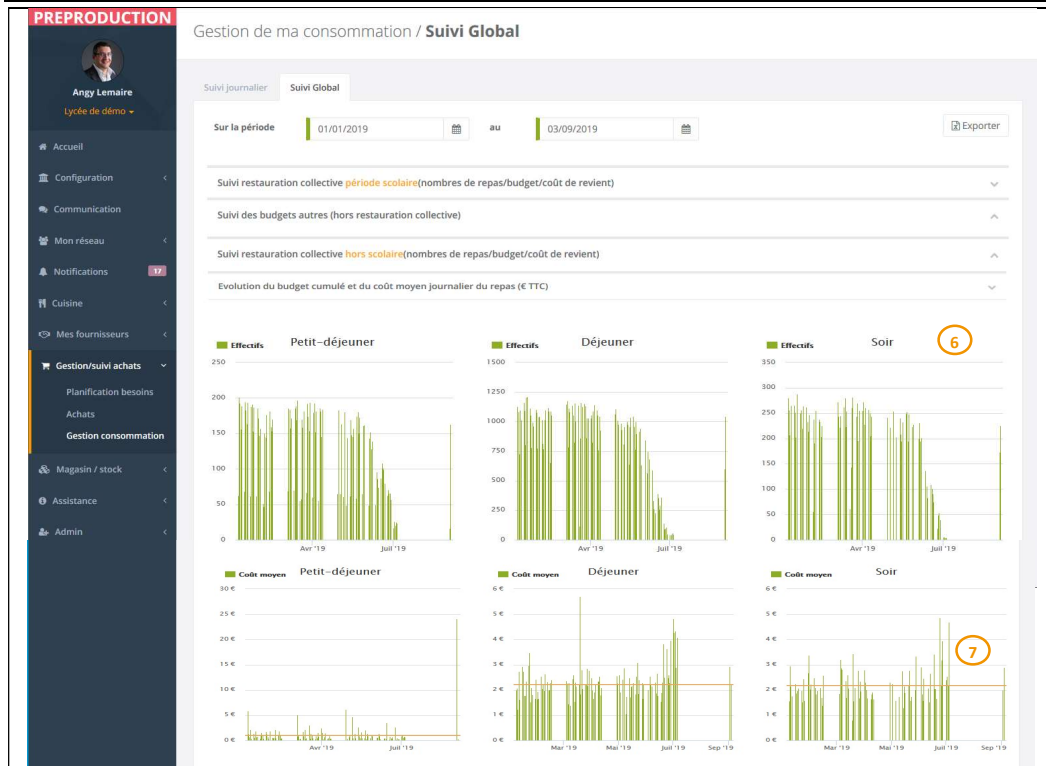 PREPRODUCTION
Angy Lemaire
Lycée de démo
Accueil
Configuration
Communication
Mon réseau
Notifications 17
Cuisine
Mes fournisseurs
Gestion/suivi achats
Planification besoins
Achats
Gestion consommation
Magasin / stock
Assistance
Admin
Gestion de ma consommation / Suivi Global
Suivi journalier Suivi Global
Sur la période 01/01/2019 au 03/09/2019 Exporter
Suivi restauration collective période scolaire(nombres de repas/budget/coût de revient)
Suivi des budgets autres (hors restauration collective)
Suivi restauration collective hors scolaire(nombres de repas/budget/coût de revient)
Evolution du budget cumulé et du coût moyen journalier du repas (€ TTC)
Effectifs Petit-déjeuner
250
200
150
100
50
0
Avr '19 Juil '19
Effectifs Déjeuner
1500
1250
1000
750
500
250
0
Avr '19 Juil '19
Effectifs Soir 6
350
300
250
200
150
100
50
0
Avr '19 Juil '19
Coût moyen Petit-déjeuner
30 €
25 €
20 €
15 €
10 €
5 €
0 €
Avr '19 Juil '19
Coût moyen Déjeuner
6 €
5 €
4 €
3 €
2 €
1 €
0 €
Mar '19 Mai '19 Juil '19 Sep '19
Coût moyen Soir
6 €
5 €
4 €
7
3 €
2 €
1 €
0 €
Mar '19 Mai '19 Juil '19 Sep '19